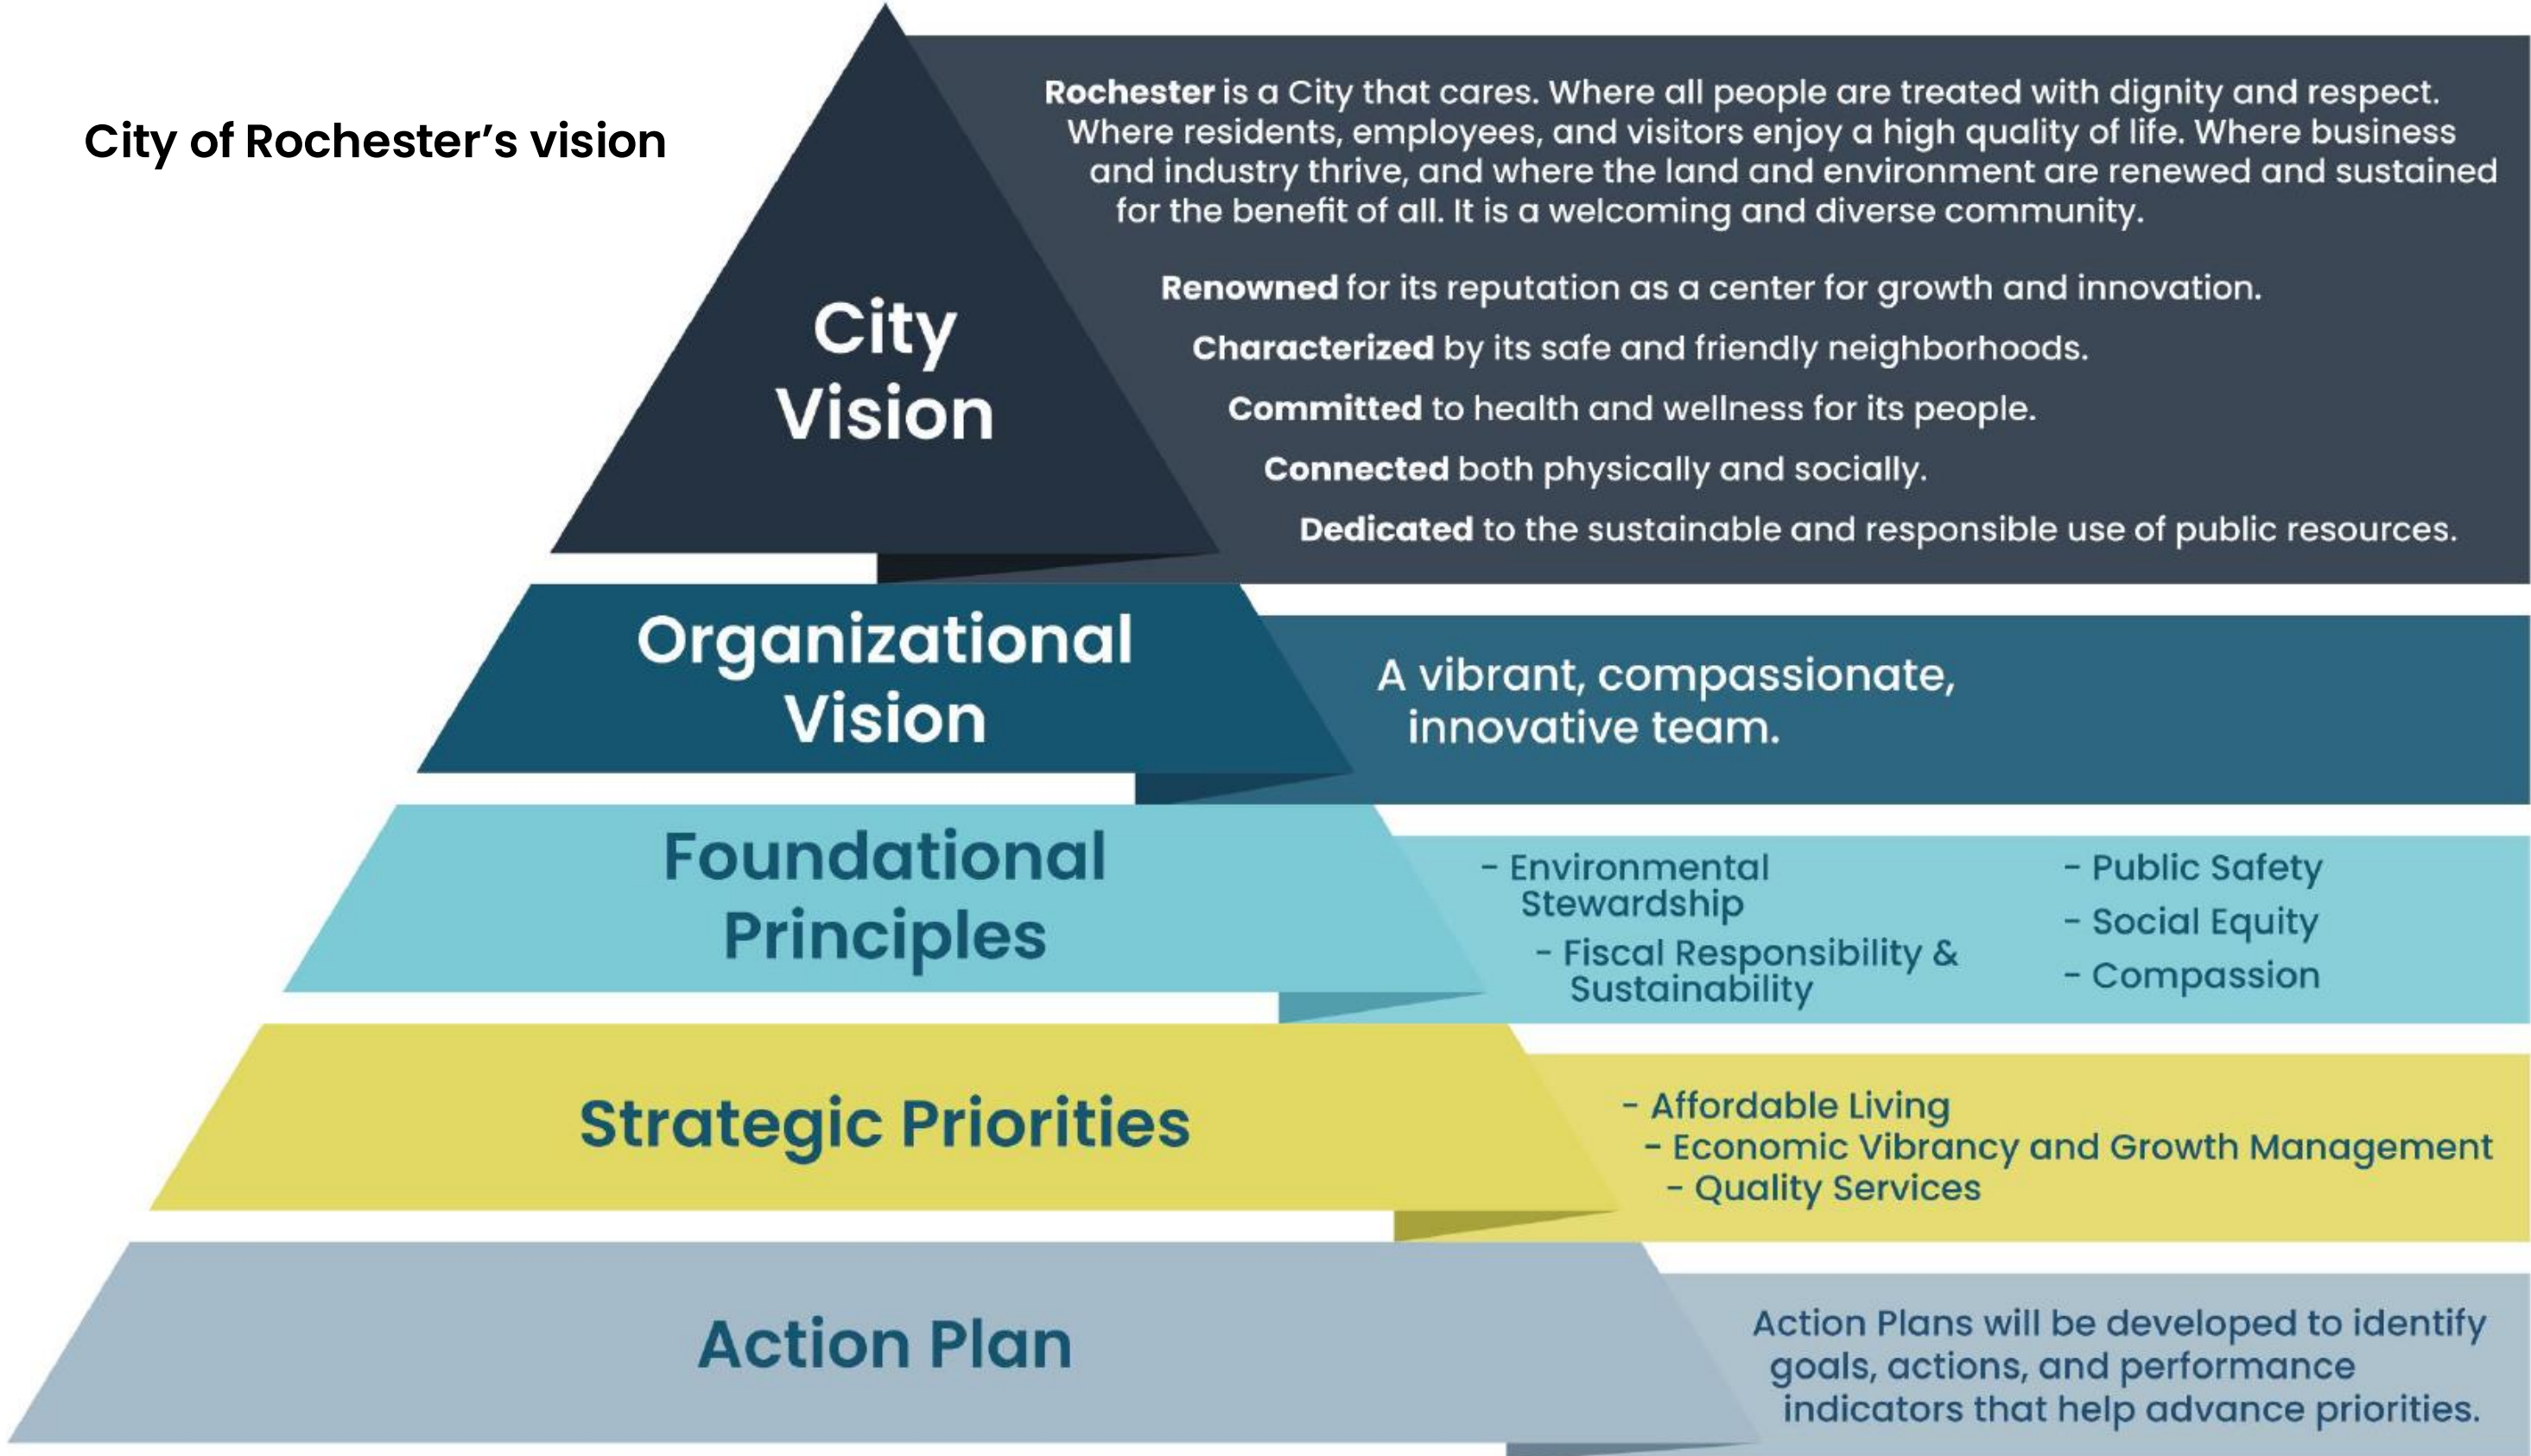 City of Rochester’s vision
City
Vision
Rochester is a City that cares. Where all people are treated with dignity and respect.
Where residents, employees, and visitors enjoy a high quality of life. Where business
and industry thrive, and where the land and environment are renewed and sustained
for the benefit of all. It is a welcoming and diverse community.
Renowned for its reputation as a center for growth and innovation.
Characterized by its safe and friendly neighborhoods.
Committed to health and wellness for its people.
Connected both physically and socially.
Dedicated to the sustainable and responsible use of public resources.
Organizational
Vision
A vibrant, compassionate,
innovative team.
Foundational
Principles
- Environmental
Stewardship
- Fiscal Responsibility &
Sustainability
- Public Safety
- Social Equity
- Compassion
Strategic Priorities
- Affordable Living
- Economic Vibrancy and Growth Management
- Quality Services
Action Plan
Action Plans will be developed to identify
goals, actions, and performance
indicators that help advance priorities.